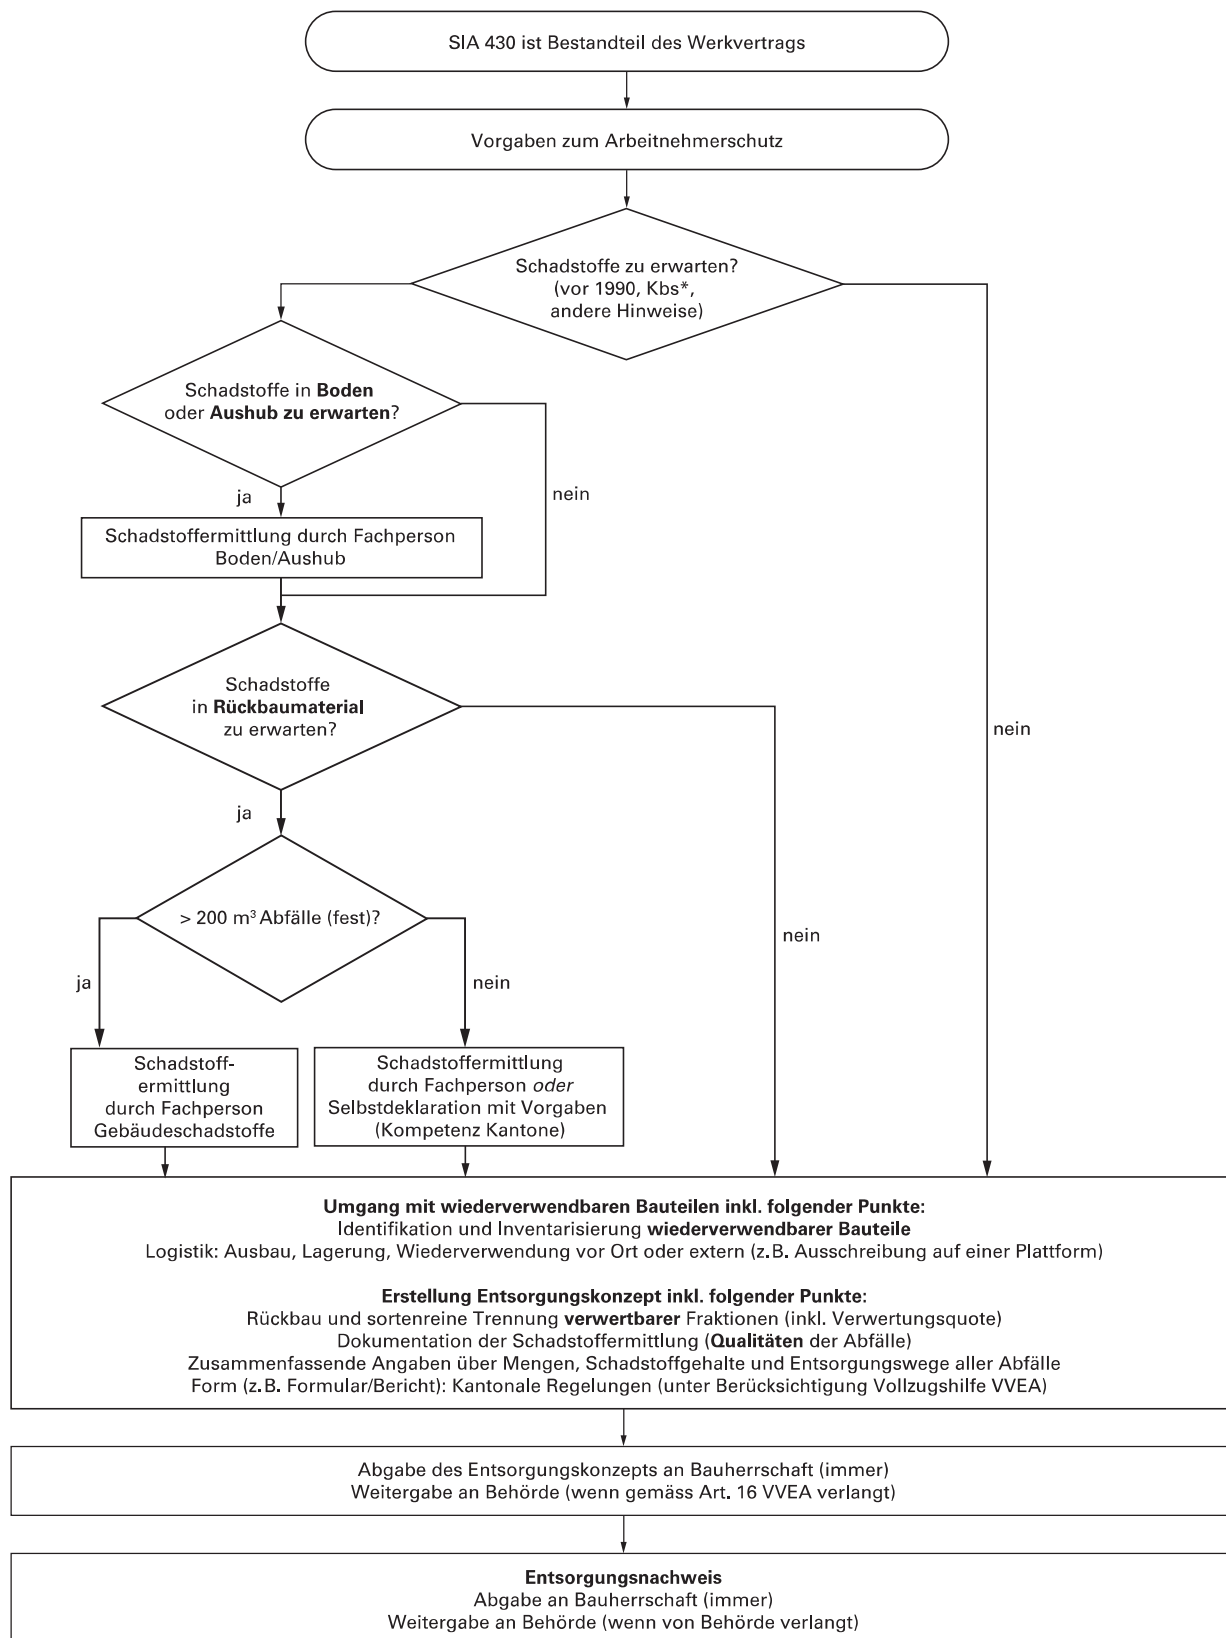 SIA 430 ist Bestandteil des Werkvertrags
Vorgaben zum Arbeitnehmerschutz
Schadstoffe zu erwarten?
(vor 1990, Kbs*,
andere Hinweise)
Schadstoffe in Boden
oder Aushub zu erwarten?
ja
nein
Schadstoffermittlung durch Fachperson
Boden/Aushub
Schadstoffe
in Rückbaumaterial
zu erwarten?
nein
ja
> 200 m³ Abfälle (fest)?
nein
ja
nein
Schadstoff-
ermittlung
durch Fachperson
Gebäudeschadstoffe
Schadstoffermittlung
durch Fachperson oder
Selbstdeklaration mit Vorgaben
(Kompetenz Kantone)
Umgang mit wiederverwendbaren Bauteilen inkl. folgender Punkte:
Identifikation und Inventarisierung wiederverwendbarer Bauteile
Logistik: Ausbau, Lagerung, Wiederverwendung vor Ort oder extern (z.B. Ausschreibung auf einer Plattform)
Erstellung Entsorgungskonzept inkl. folgender Punkte:
Rückbau und sortenreine Trennung verwertbarer Fraktionen (inkl. Verwertungsquote)
Dokumentation der Schadstoffermittlung (Qualitäten der Abfälle)
Zusammenfassende Angaben über Mengen, Schadstoffgehalte und Entsorgungswege aller Abfälle
Form (z.B. Formular/Bericht): Kantonale Regelungen (unter Berücksichtigung Vollzugshilfe VVEA)
Abgabe des Entsorgungskonzepts an Bauherrschaft (immer)
Weitergabe an Behörde (wenn gemäss Art. 16 VVEA verlangt)
Entsorgungsnachweis
Abgabe an Bauherrschaft (immer)
Weitergabe an Behörde (wenn von Behörde verlangt)